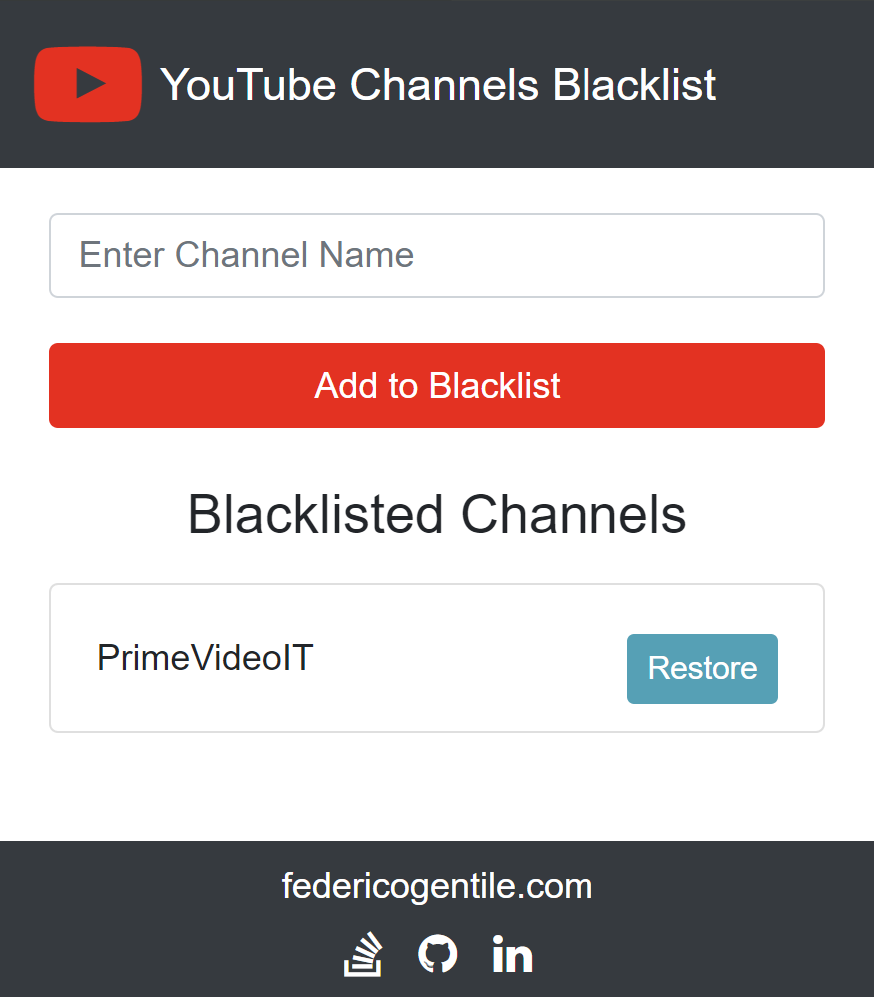 YouTube Channels Blacklist
Enter Channel Name
Add to Blacklist
Blacklisted Channels
PrimeVideoIT
Restore
federicogentile.com
in